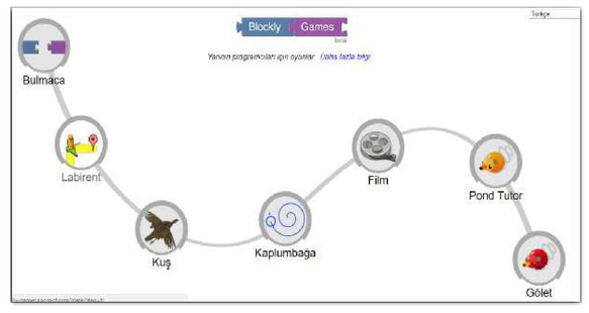 Türkçe
Blockly Games
beta
Yarının programcıları için oyunlar. Daha fazla bilgi
Bulmaca
Labirent
Kuş
Kaplumbağa
Film
Pond Tutor
Gölet